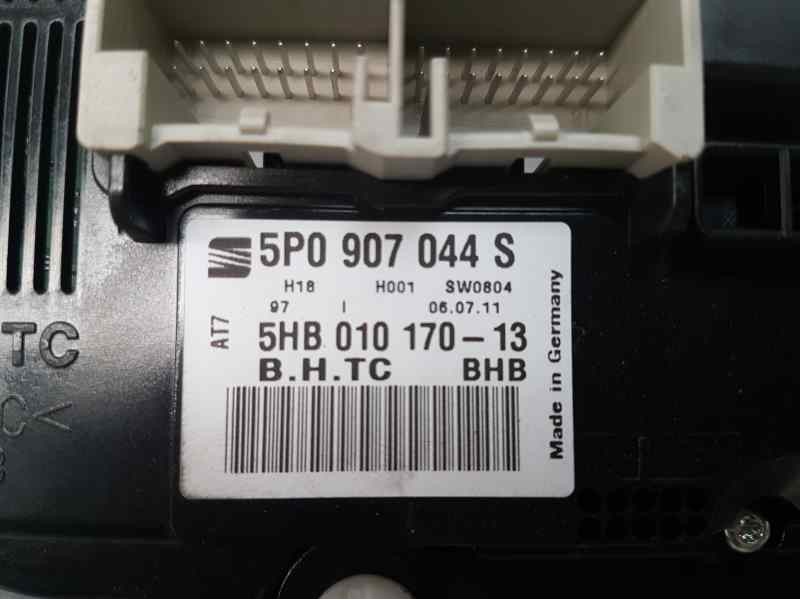 5P0 907 044 S
H18 H001 SW0804
97 I 06.07.11
AT7
5HB 010 170-13
B.H.TC BHB
Made in Germany
TC
C<